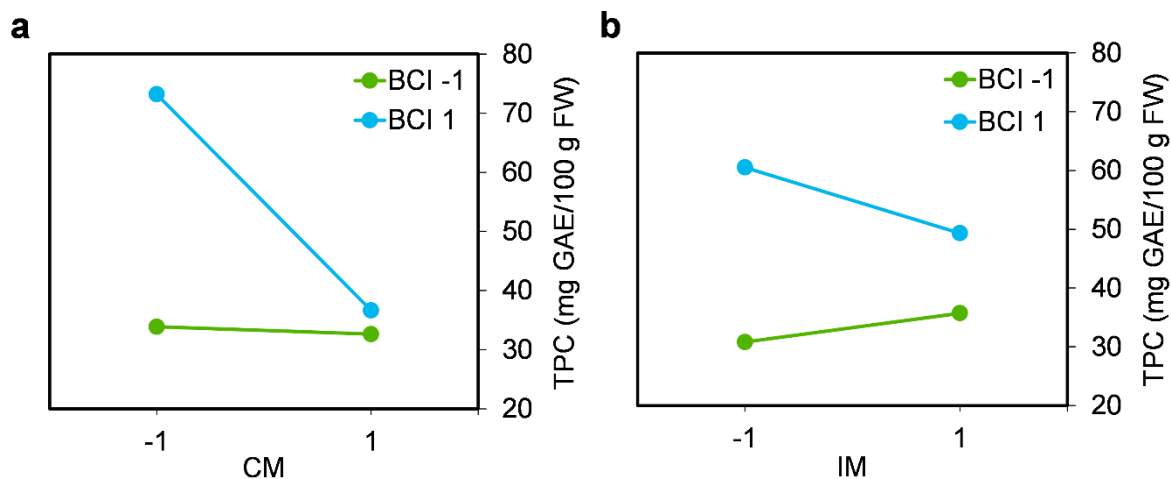 a
BCI -1
BCI 1
80
70
60
50
40
30
20
TPC (mg GAE/100 g FW)
-1 1
CM
b
BCI -1
BCI 1
80
70
60
50
40
30
20
TPC (mg GAE/100 g FW)
-1 1
IM